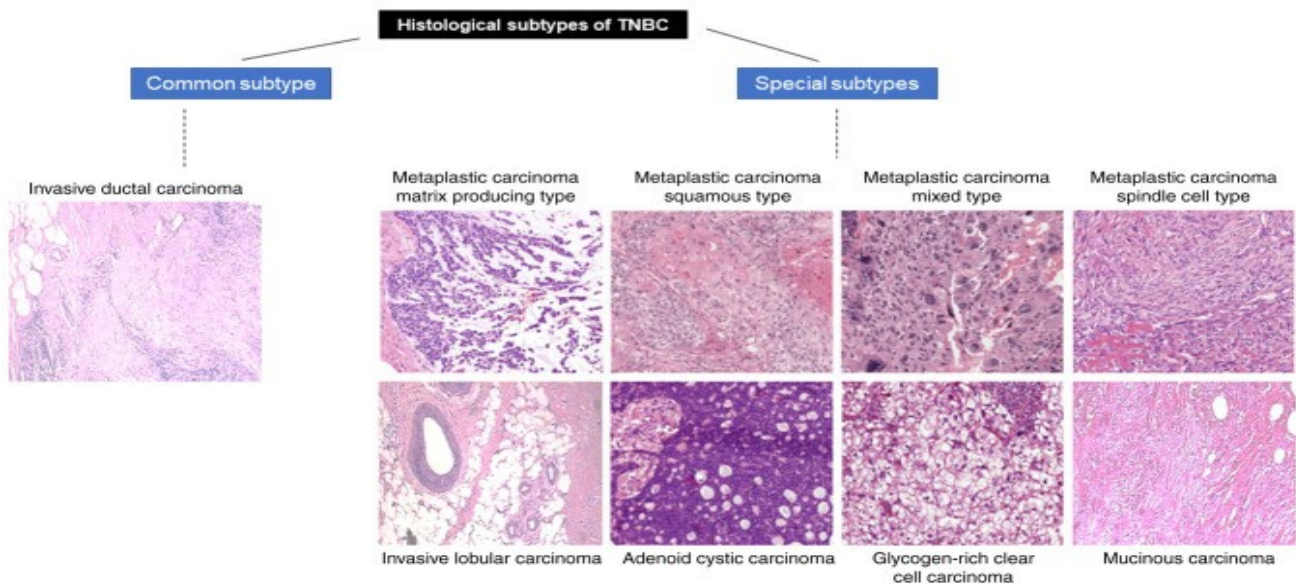 Histological subtypes of TNBC
Common subtype
Special subtypes
Invasive ductal carcinoma
Metaplastic carcinoma
matrix producing type
Metaplastic carcinoma
squamous type
Metaplastic carcinoma
mixed type
Metaplastic carcinoma
spindle cell type
Invasive lobular carcinoma
Adenoid cystic carcinoma
Glycogen-rich clear
cell carcinoma
Mucinous carcinoma